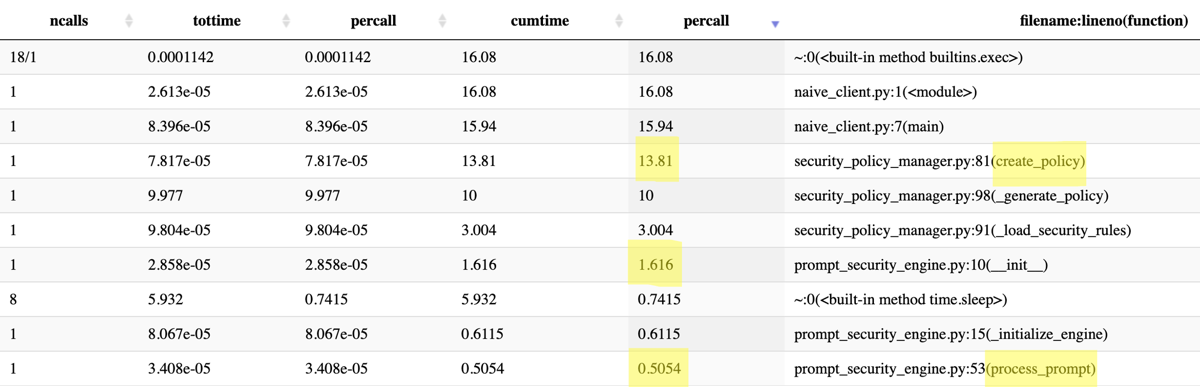 ncalls tottime percall cumtime percall filename:lineno(function)
18/1 0.0001142 0.0001142 16.08 16.08 ~:0(<built-in method builtins.exec>)
1 2.613e-05 2.613e-05 16.08 16.08 naive_client.py:1(<module>)
1 8.396e-05 8.396e-05 15.94 15.94 naive_client.py:7(main)
1 7.817e-05 7.817e-05 13.81 13.81 security_policy_manager.py:81(create_policy)
1 9.977 9.977 10 10 security_policy_manager.py:98(_generate_policy)
1 9.804e-05 9.804e-05 3.004 3.004 security_policy_manager.py:91(_load_security_rules)
1 2.858e-05 2.858e-05 1.616 1.616 prompt_security_engine.py:10(__init__)
8 5.932 0.7415 5.932 0.7415 ~:0(<built-in method time.sleep>)
1 8.067e-05 8.067e-05 0.6115 0.6115 prompt_security_engine.py:15(_initialize_engine)
1 3.408e-05 3.408e-05 0.5054 0.5054 prompt_security_engine.py:53(process_prompt)